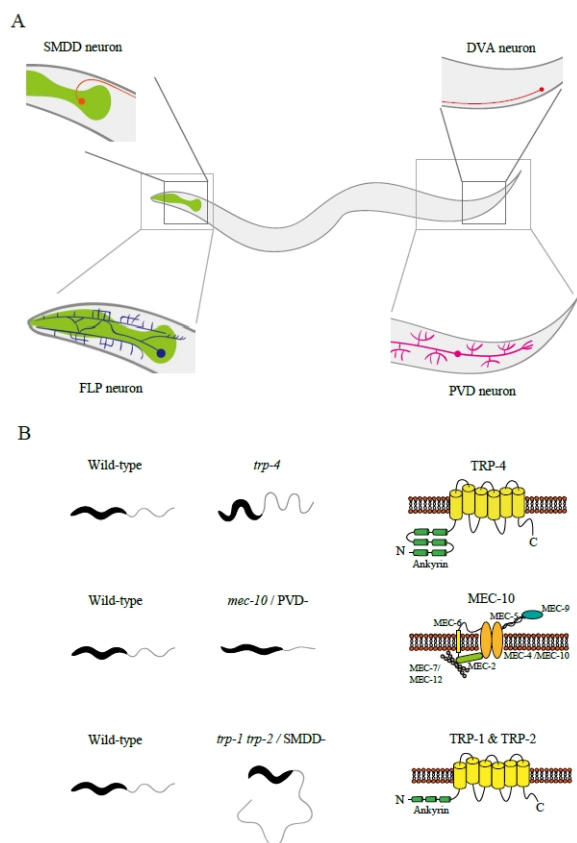 A
SMDD neuron
DVA neuron
FLP neuron
PVD neuron
B
Wild-type
trp-4
TRP-4
N
Ankyrin
C
Wild-type
mec-10 / PVD-
MEC-10
MEC-6
MEC-5
MEC-9
MEC-7/
MEC-12
MEC-2
MEC-4 /MEC-10
Wild-type
trp-1 trp-2 / SMDD-
TRP-1 & TRP-2
N
Ankyrin
C